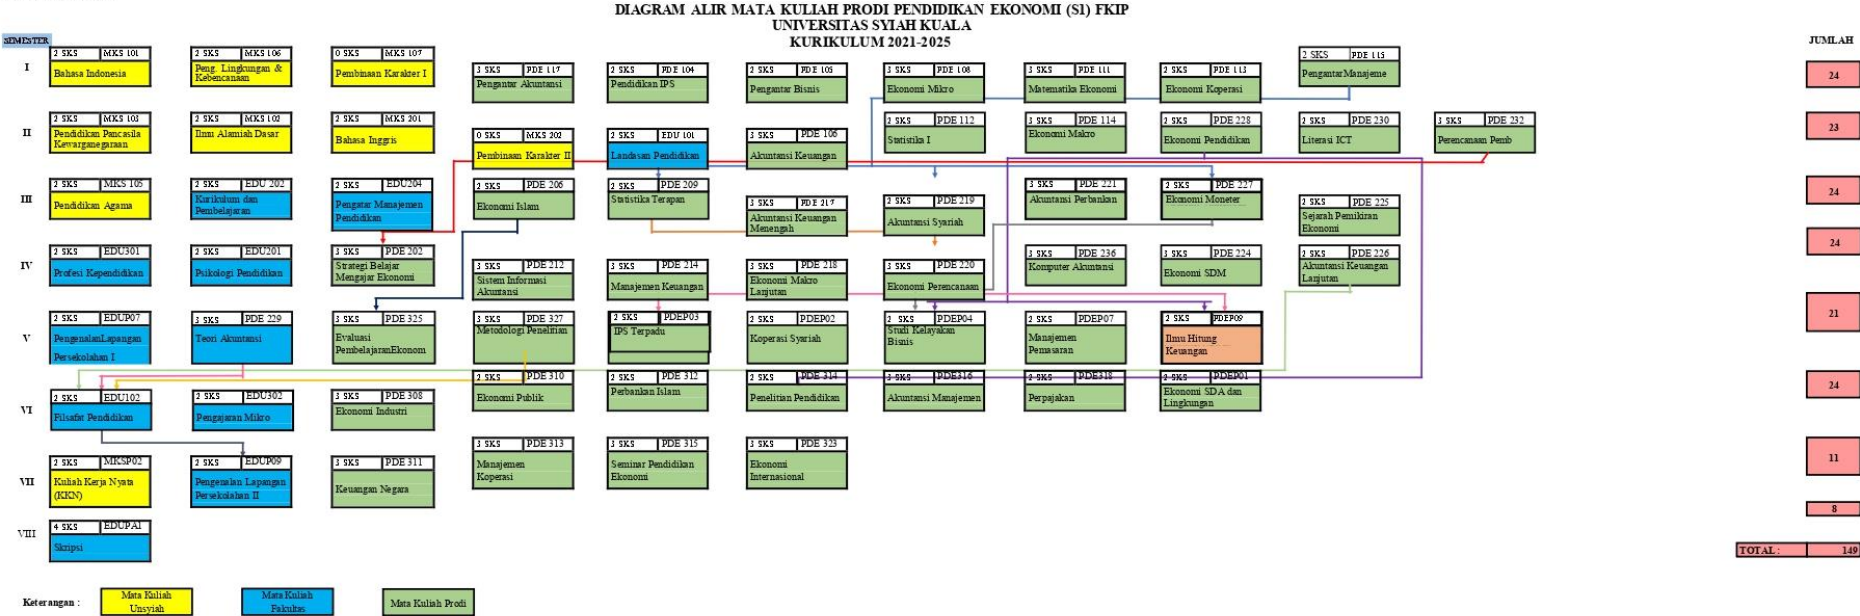 DIAGRAM ALIR MATA KULIAH PRODI PENDIDIKAN EKONOMI (S1) FKIP
UNIVERSITAS SYIAH KUALA
KURIKULUM 2021-2025
SEMESTER
JUMLAH
I
2 SKS MKS 101
Bahasa Indonesia
2 SKS MKS 106
Peng. Lingkungan &
Kebencanaan
0 SKS MKS 107
Pembinaan Karakter I
3 SKS PDE 117
Pengantar Akuntansi
2 SKS PDE 104
Pendidikan IPS
2 SKS PDE 105
Pengantar Bisnis
3 SKS PDE 108
Ekonomi Mikro
3 SKS PDE 111
Matematika Ekonomi
2 SKS PDE 113
Ekonomi Koperasi
2 SKS PDE 115
PengantarManajeme
24
II
2 SKS MKS 103
Pendidikan Pancasila
Kewarganegaraan
2 SKS MKS 102
Ilmu Alamiah Dasar
2 SKS MKS 201
Bahasa Inggris
0 SKS MKS 202
Pembinaan Karakter II
2 SKS EDU 101
Landasan Pendidikan
3 SKS PDE 106
Akuntansi Keuangan
2 SKS PDE 112
Statistika I
3 SKS PDE 114
Ekonomi Makro
2 SKS PDE 228
Ekonomi Pendidikan
2 SKS PDE 230
Literasi ICT
3 SKS PDE 232
Perencanaan Pemb
23
III
2 SKS MKS 105
Pendidikan Agama
2 SKS EDU 202
Kurikulum dan
Pembelajaran
2 SKS EDU204
Pengatar Manajemen
Pendidikan
2 SKS PDE 206
Ekonomi Islam
2 SKS PDE 209
Statistika Terapan
3 SKS PDE 217
Akuntansi Keuangan
Menengah
2 SKS PDE 219
Akuntansi Syariah
3 SKS PDE 221
Akuntansi Perbankan
2 SKS PDE 227
Ekonomi Moneter
2 SKS PDE 225
Sejarah Pemikiran
Ekonomi
24
IV
2 SKS EDU301
Profesi Kependidikan
2 SKS EDU201
Psikologi Pendidikan
3 SKS PDE 202
Strategi Belajar
Mengajar Ekonomi
3 SKS PDE 212
Sistem Informasi
Akuntansi
3 SKS PDE 214
Manajemen Keuangan
3 SKS PDE 218
Ekonomi Makro
Lanjutan
3 SKS PDE 220
Ekonomi Perencanaan
3 SKS PDE 236
Komputer Akuntansi
3 SKS PDE 224
Ekonomi SDM
2 SKS PDE 226
Akuntansi Keuangan
Lanjutan
24
V
2 SKS EDUP07
PengenalanLapangan
Persekolahan I
3 SKS PDE 229
Teori Akuntansi
3 SKS PDE 325
Evaluasi
PembelajaranEkonom
3 SKS PDE 327
Metodologi Penelitian
2 SKS PDEP03
IPS Terpadu
2 SKS PDEP02
Koperasi Syariah
2 SKS PDEP04
Studi Kelayakan
Bisnis
2 SKS PDEP07
Manajemen
Pemasaran
2 SKS PDEP09
Ilmu Hitung
Keuangan
21
VI
2 SKS EDU102
Filsafat Pendidikan
2 SKS EDU302
Pengajaran Mikro
3 SKS PDE 308
Ekonomi Industri
2 SKS PDE 310
Ekonomi Publik
2 SKS PDE 312
Perbankan Islam
2 SKS PDE 314
Penelitian Pendidikan
3 SKS PDE316
Akuntansi Manajemen
3 SKS PDE318
Perpajakan
2 SKS PDEP01
Ekonomi SDA dan
Lingkungan
24
3 SKS PDE 313
Manajemen
Koperasi
3 SKS PDE 315
Seminar Pendidikan
Ekonomi
3 SKS PDE 323
Ekonomi
Internasional
11
VII
2 SKS MKSP02
Kuliah Kerja Nyata
(KKN)
2 SKS EDUP09
Pengenalan Lapangan
Persekolahan II
3 SKS PDE 311
Keuangan Negara
8
VIII
4 SKS EDUPA1
Skripsi
TOTAL : 149
Keterangan :
Mata Kuliah
Unsyiah
Mata Kuliah
Fakultas
Mata Kuliah Prodi